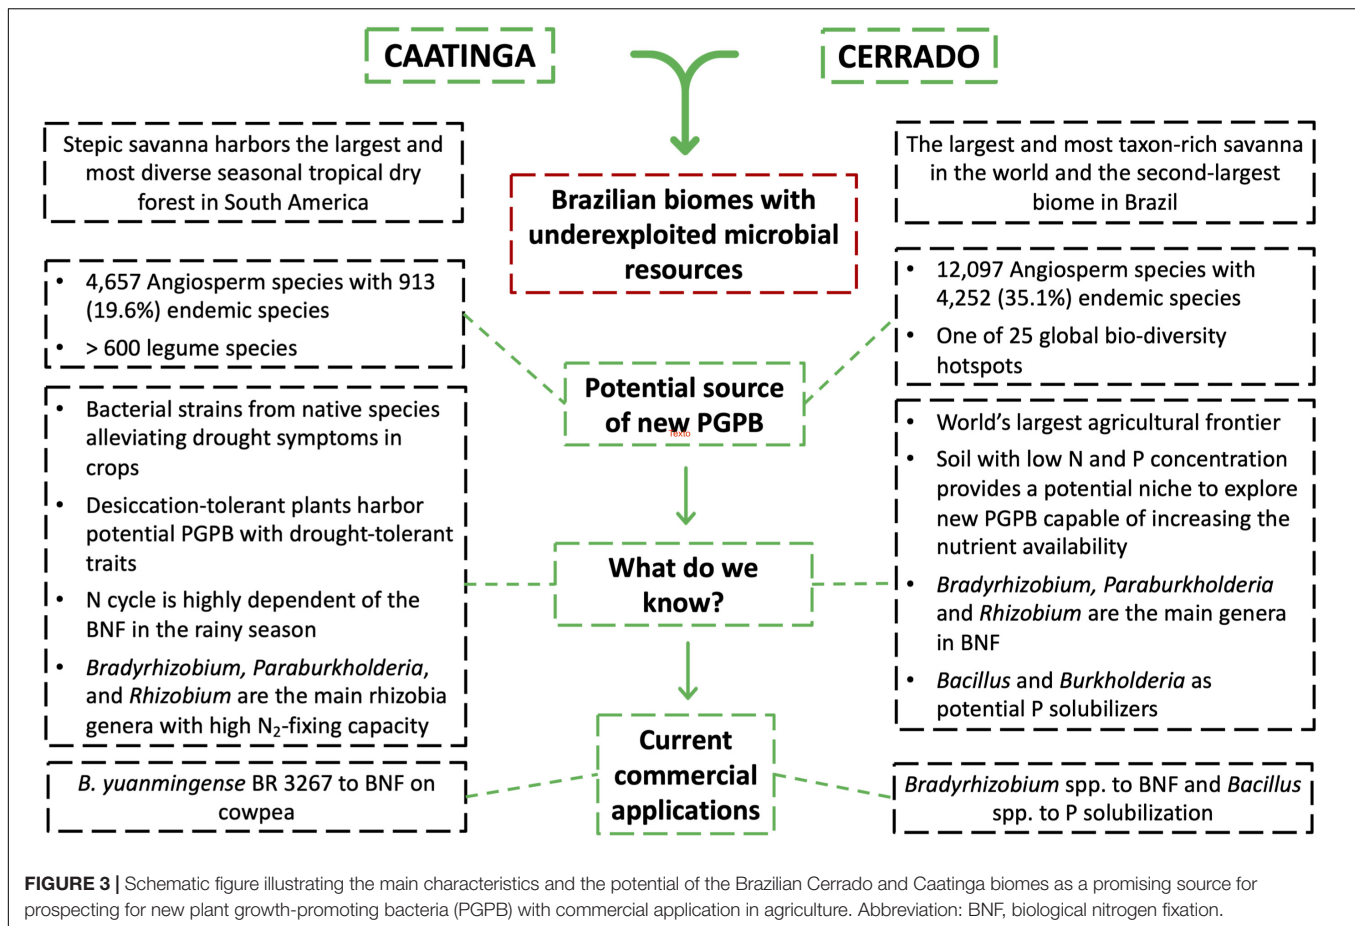 CAATINGA
CERRADO
Stepic savanna harbors the largest and
most diverse seasonal tropical dry
forest in South America
Brazilian biomes with
underexploited microbial
resources
The largest and most taxon-rich savanna
in the world and the second-largest
biome in Brazil
• 4,657 Angiosperm species with 913
(19.6%) endemic species
• > 600 legume species
Potential source
of new PGPB
Texto
• 12,097 Angiosperm species with
4,252 (35.1%) endemic species
• One of 25 global bio-diversity
hotspots
• Bacterial strains from native species
alleviating drought symptoms in
crops
• Desiccation-tolerant plants harbor
potential PGPB with drought-tolerant
traits
• N cycle is highly dependent of the
BNF in the rainy season
• Bradyrhizobium, Paraburkholderia,
and Rhizobium are the main rhizobia
genera with high N₂-fixing capacity
What do we
know?
• World's largest agricultural frontier
• Soil with low N and P concentration
provides a potential niche to explore
new PGPB capable of increasing the
nutrient availability
• Bradyrhizobium, Paraburkholderia
and Rhizobium are the main genera
in BNF
• Bacillus and Burkholderia as
potential P solubilizers
B. yuanmingense BR 3267 to BNF on
cowpea
Current
commercial
applications
Bradyrhizobium spp. to BNF and Bacillus
spp. to P solubilization
FIGURE 3 | Schematic figure illustrating the main characteristics and the potential of the Brazilian Cerrado and Caatinga biomes as a promising source for
prospecting for new plant growth-promoting bacteria (PGPB) with commercial application in agriculture. Abbreviation: BNF, biological nitrogen fixation.